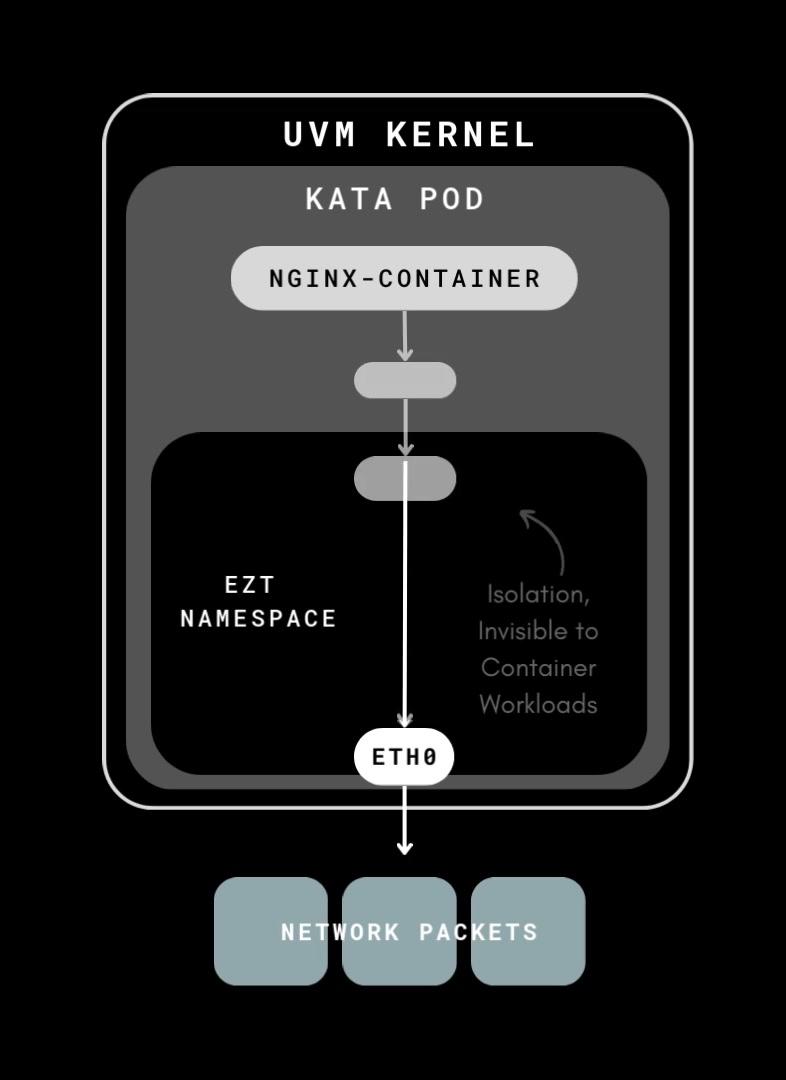 UVM KERNEL
KATA POD
NGINX-CONTAINER
EZT
NAMESPACE
Isolation,
Invisible to
Container
Workloads
ETH0
NETWORK PACKETS